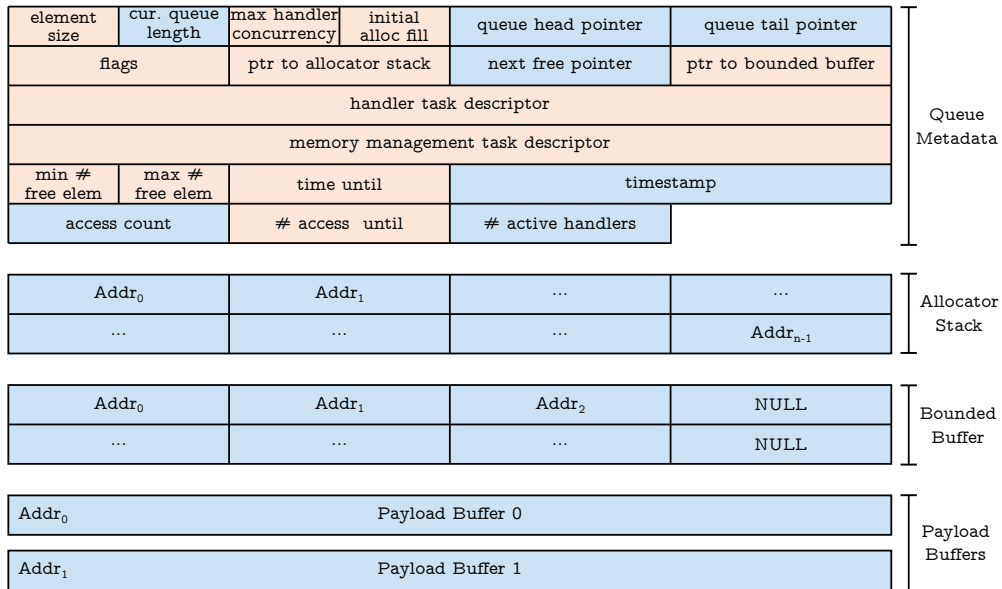 element size
cur. queue length
max handler concurrency
initial alloc fill
queue head pointer
queue tail pointer
flags
ptr to allocator stack
next free pointer
ptr to bounded buffer
handler task descriptor
memory management task descriptor
min # free elem
max # free elem
time until
timestamp
access count
# access until
# active handlers
Queue Metadata
Addr0
Addr1
...
...
...
...
...
Addrn-1
Allocator Stack
Addr0
Addr1
Addr2
NULL
...
...
...
NULL
Bounded Buffer
Addr0
Payload Buffer 0
Addr1
Payload Buffer 1
Payload Buffers